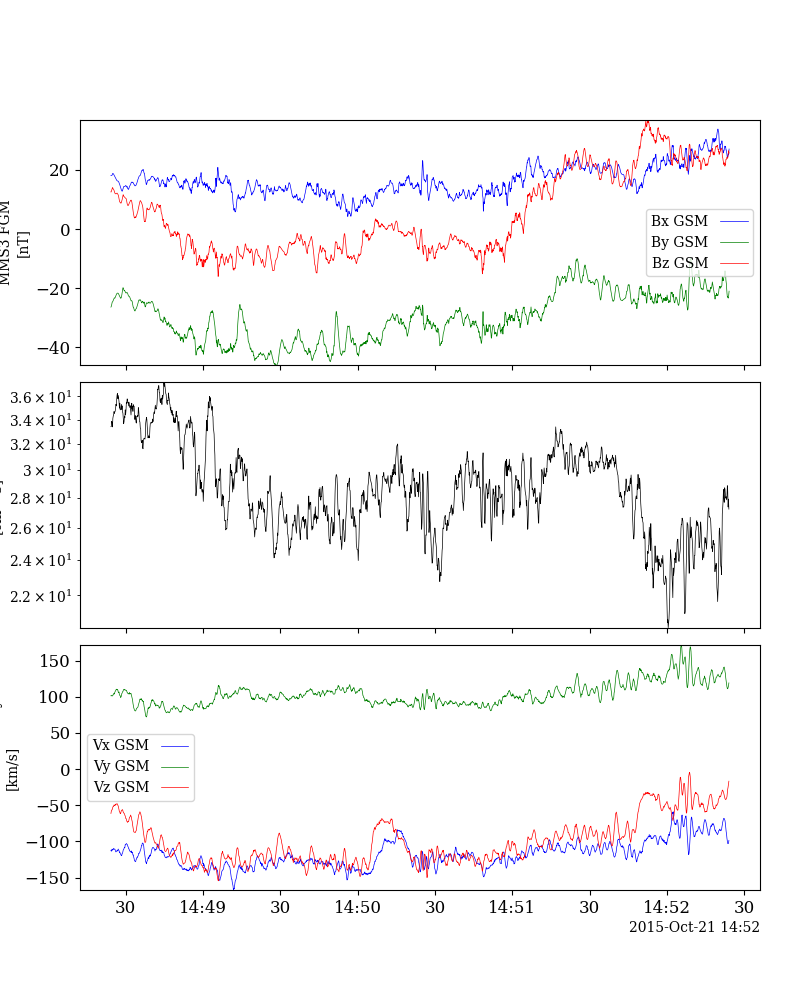 MMS3 FGM
[nT]
20
0
−20
−40
Bx GSM
By GSM
Bz GSM
3.6 × 10¹
3.4 × 10¹
3.2 × 10¹
3 × 10¹
2.8 × 10¹
2.6 × 10¹
2.4 × 10¹
2.2 × 10¹
150
100
50
0
−50
−100
−150
[km/s]
Vx GSM
Vy GSM
Vz GSM
30 14:49 30 14:50 30 14:51 30 14:52 30
2015-Oct-21 14:52